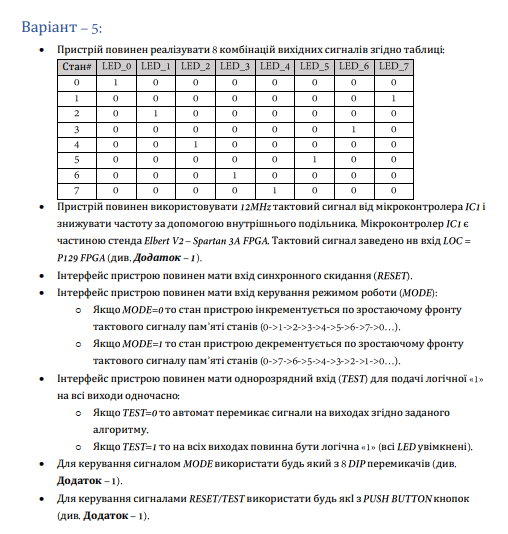 Варіант – 5:
• Пристрій повинен реалізувати 8 комбінацій вихідних сигналів згідно таблиці:
Стан# LED_0 LED_1 LED_2 LED_3 LED_4 LED_5 LED_6 LED_7
0 1 0 0 0 0 0 0 0
1 0 0 0 0 0 0 0 1
2 0 1 0 0 0 0 0 0
3 0 0 0 0 0 0 1 0
4 0 0 1 0 0 0 0 0
5 0 0 0 0 0 1 0 0
6 0 0 0 1 0 0 0 0
7 0 0 0 0 1 0 0 0
• Пристрій повинен використовувати 12MHz тактовий сигнал від мікроконтролера IC1 і
знижувати частоту за допомогою внутрішнього подільника. Мікроконтролер IC1 є
частиною стенда Elbert V2 – Spartan 3A FPGA. Тактовий сигнал заведено нв вхід LOC =
P129 FPGA (див. Додаток – 1).
• Інтерфейс пристрою повинен мати вхід синхронного скидання (RESET).
• Інтерфейс пристрою повинен мати вхід керування режимом роботи (MODE):
o Якщо MODE=0 то стан пристрою інкрементується по зростаючому фронту
тактового сигналу пам'яті станів (0->1->2->3->4->5->6->7->0...).
o Якщо MODE=1 то стан пристрою декрементується по зростаючому фронту
тактового сигналу пам'яті станів (0->7->6->5->4->3->2->1->0...).
• Інтерфейс пристрою повинен мати однорозрядний вхід (TEST) для подачі логічної «1»
на всі виходи одночасно:
o Якщо TEST=0 то автомат перемикає сигнали на виходах згідно заданого
алгоритму.
o Якщо TEST=1 то на всіх виходах повинна бути логічна «1» (всі LED увімкнені).
• Для керування сигналом MODE використати будь який з 8 DIP перемикачів (див.
Додаток – 1).
• Для керування сигналами RESET/TEST використати будь якІ з PUSH BUTTON кнопок
(див. Додаток – 1).